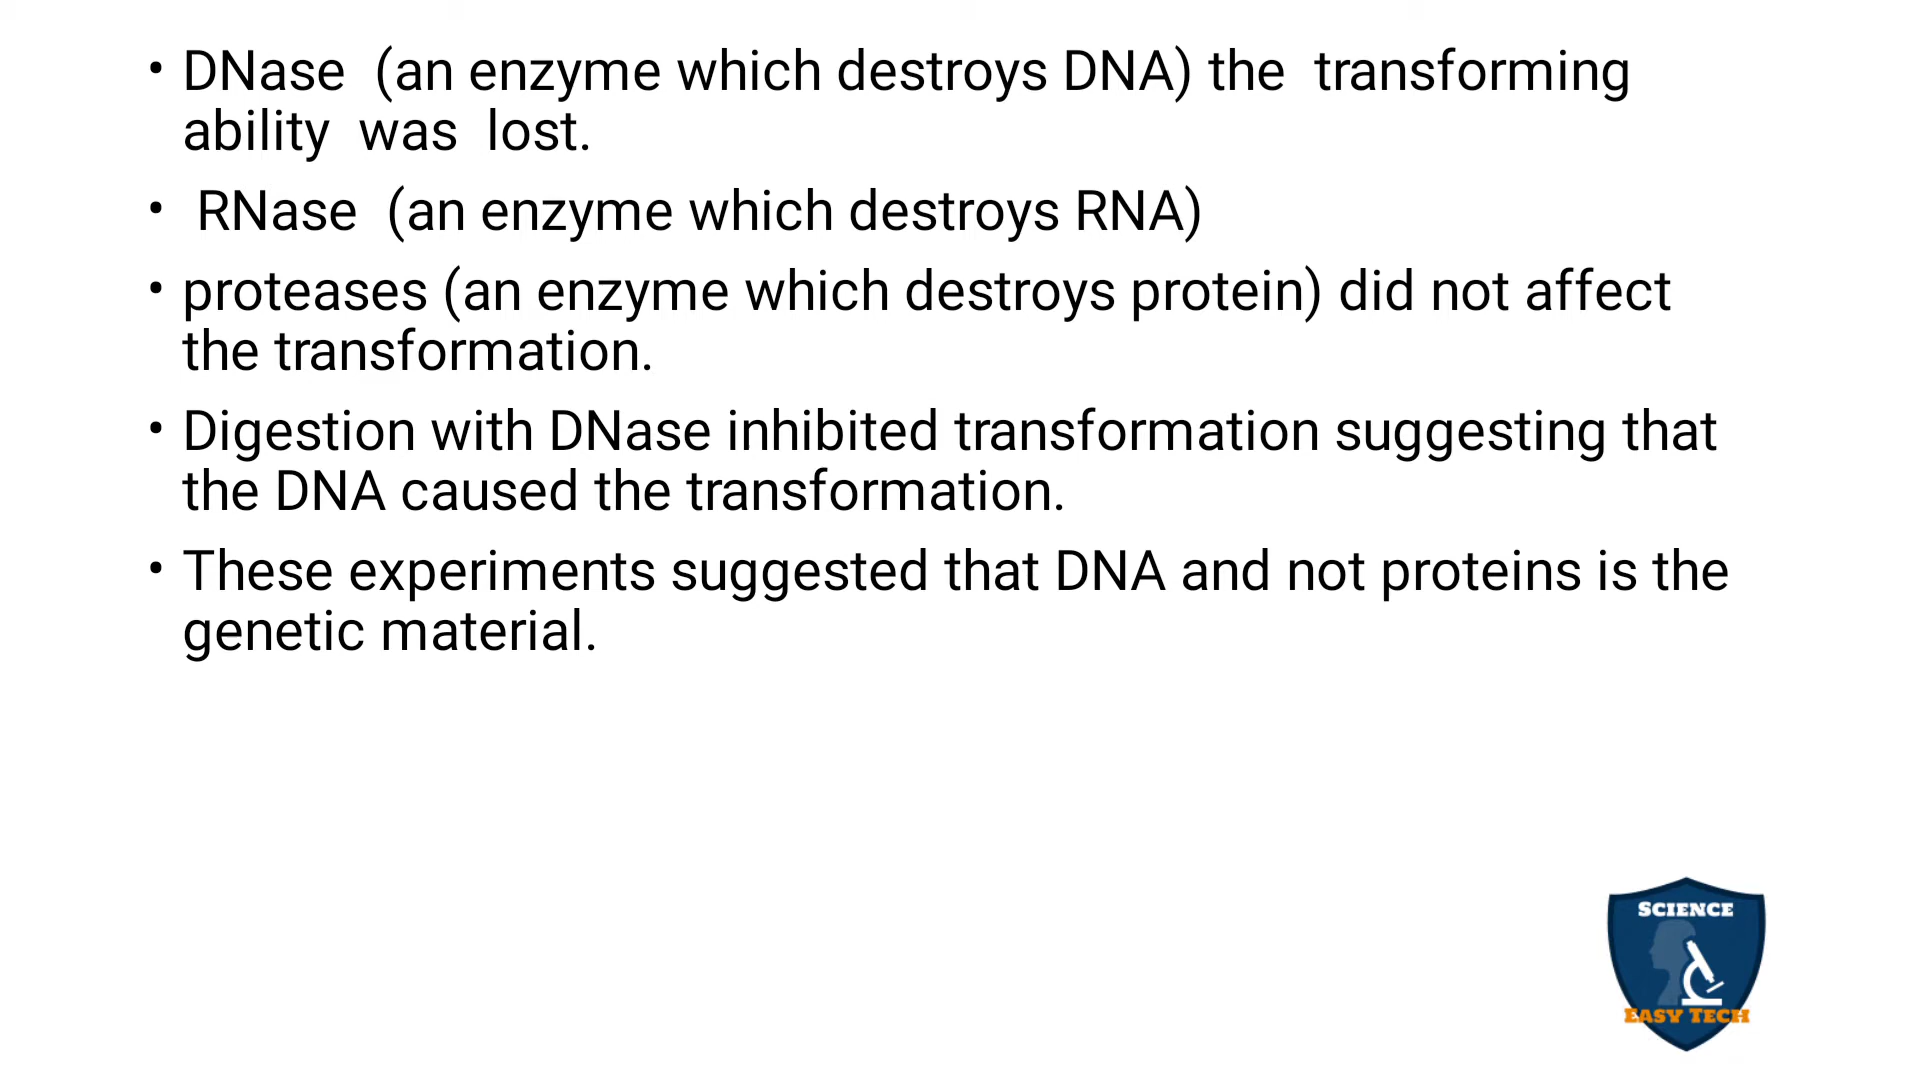 • DNase  (an enzyme which destroys DNA) the  transforming
ability  was  lost.
•  RNase  (an enzyme which destroys RNA)
• proteases (an enzyme which destroys protein) did not affect
the transformation.
• Digestion with DNase inhibited transformation suggesting that
the DNA caused the transformation.
• These experiments suggested that DNA and not proteins is the
genetic material.
SCIENCE
EASY TECH